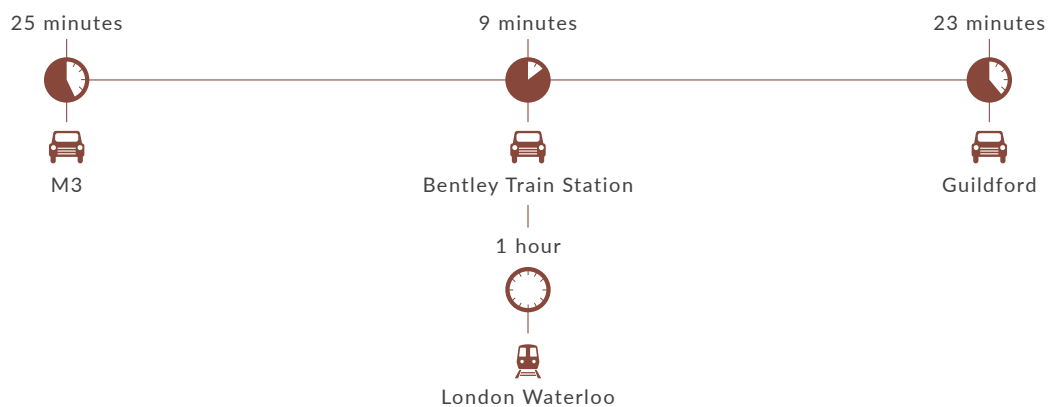 25 minutes
9 minutes
23 minutes
M3
Bentley Train Station
Guildford
1 hour
London Waterloo